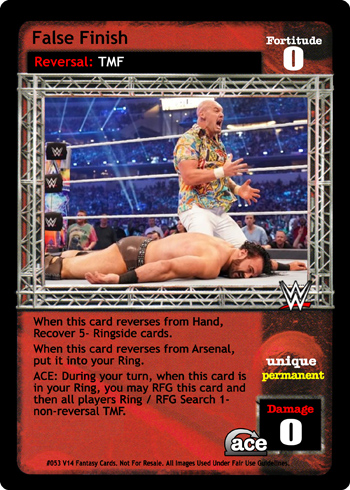 False Finish
Fortitude
0
Reversal: TMF
When this card reverses from Hand,
Recover 5- Ringside cards.
When this card reverses from Arsenal,
put it into your Ring.
ACE: During your turn, when this card is
in your Ring, you may RFG this card and
then all players Ring / RFG Search 1-
non-reversal TMF.
W
unique
permanent
Damage
0
ace
#053 V14 Fantasy Cards. Not For Resale. All Images Used Under Fair Use Guidelines.